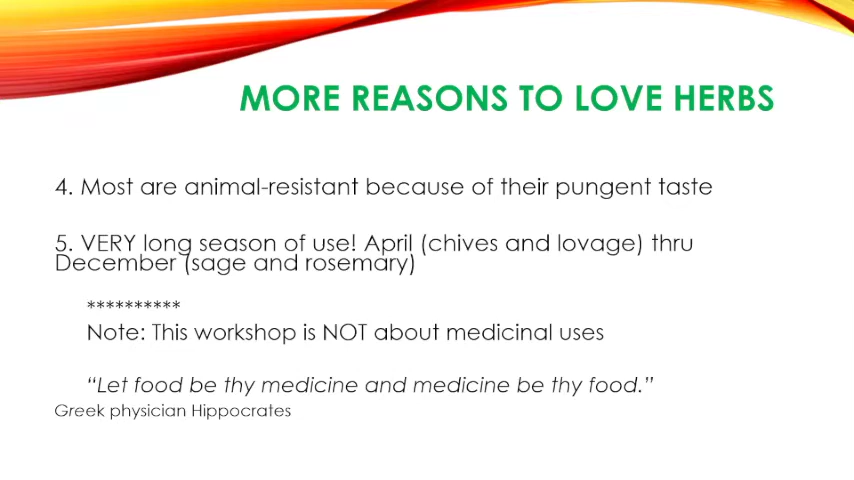 MORE REASONS TO LOVE HERBS
4. Most are animal-resistant because of their pungent taste
5. VERY long season of use! April (chives and lovage) thru
December (sage and rosemary)
**********
Note: This workshop is NOT about medicinal uses
“Let food be thy medicine and medicine be thy food.”
Greek physician Hippocrates